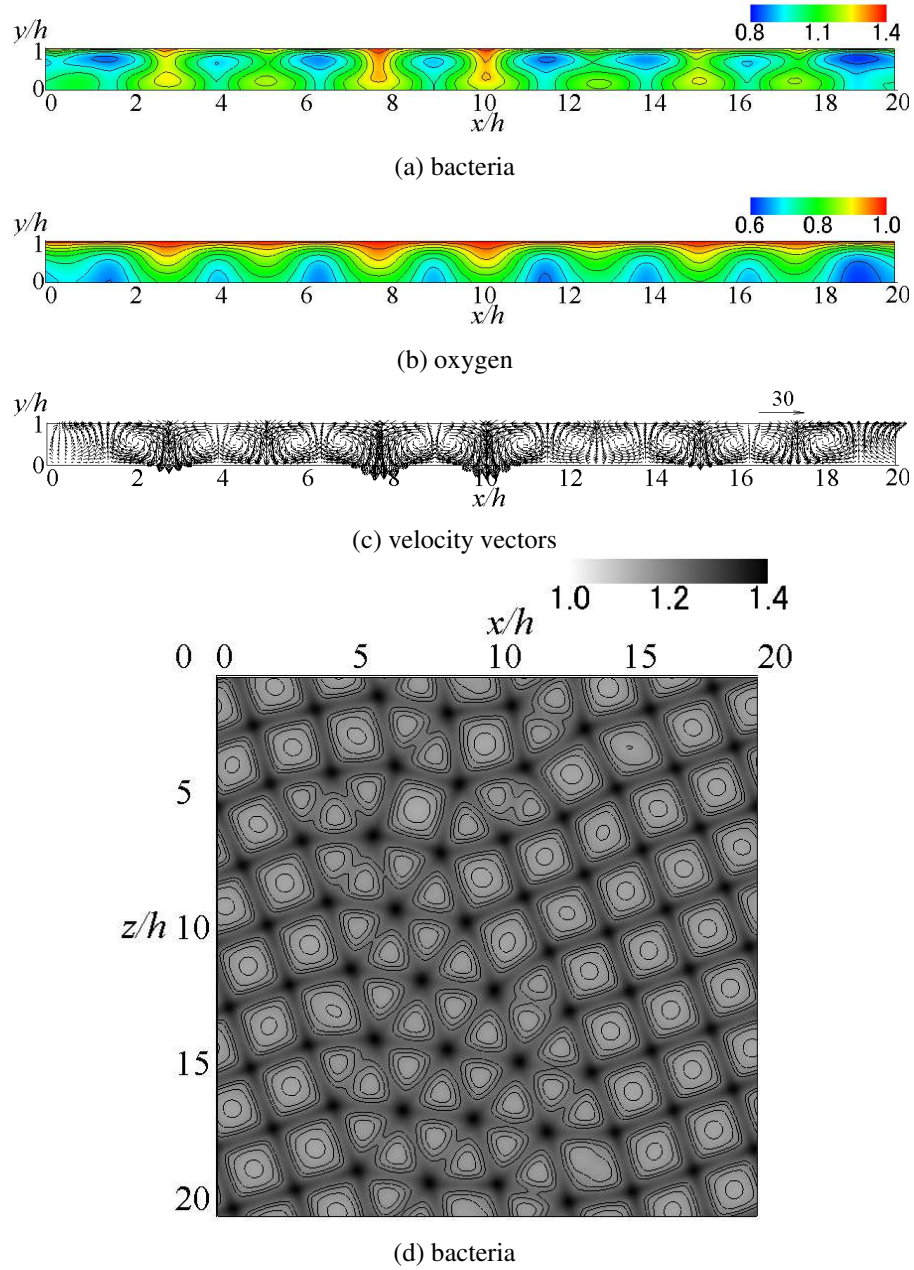 y/h 0.8 1.1 1.4
1
0
0 2 4 6 8 10 12 14 16 18 20
x/h
(a) bacteria
y/h 0.6 0.8 1.0
1
0
0 2 4 6 8 10 12 14 16 18 20
x/h
(b) oxygen
y/h 30
1
0
0 2 4 6 8 10 12 14 16 18 20
x/h
(c) velocity vectors
1.0 1.2 1.4
x/h
0 0 5 10 15 20
5
z/h 10
15
20
(d) bacteria